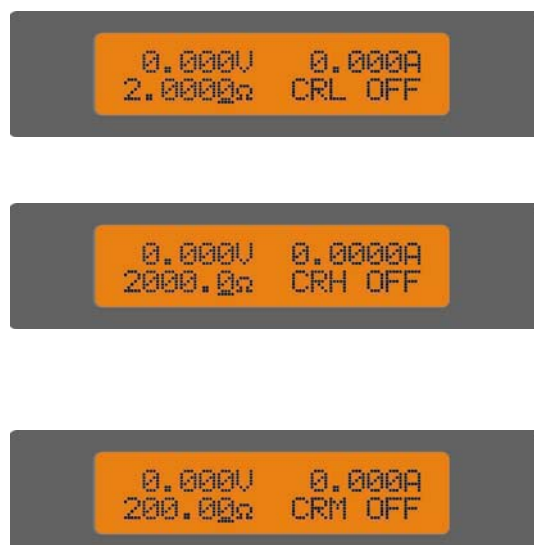 0.000V 0.000A
2.0000Ω CRL OFF
0.000V 0.0000A
2000.0Ω CRH OFF
0.000V 0.000A
200.00Ω CRM OFF